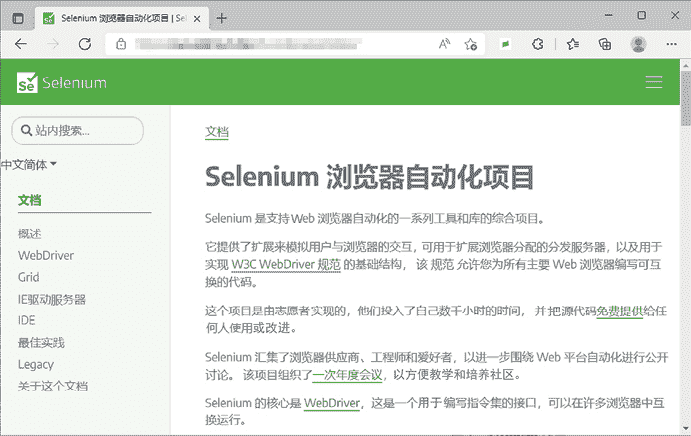 Selenium 浏览器自动化项目 | Sel
Selenium
站内搜索...
中文简体
文档
概述
WebDriver
Grid
IE驱动服务器
IDE
最佳实践
Legacy
关于这个文档
文档
Selenium 浏览器自动化项目
Selenium 是支持 Web 浏览器自动化的一系列工具和库的综合项目。
它提供了扩展来模拟用户与浏览器的交互，可用于扩展浏览器分配的分发服务器，以及用于
实现 W3C WebDriver 规范 的基础结构， 该 规范 允许您为所有主要 Web 浏览器编写可互
换的代码。
这个项目是由志愿者实现的，他们投入了自己数千小时的时间， 并把源代码免费提供给任
何人使用或改进。
Selenium 汇集了浏览器供应商、工程师和爱好者，以进一步围绕 Web 平台自动化进行公开
讨论。 该项目组织了一次年度会议，以方便教学和培养社区。
Selenium 的核心是 WebDriver，这是一个用于编写指令集的接口，可以在许多浏览器中互
换运行。